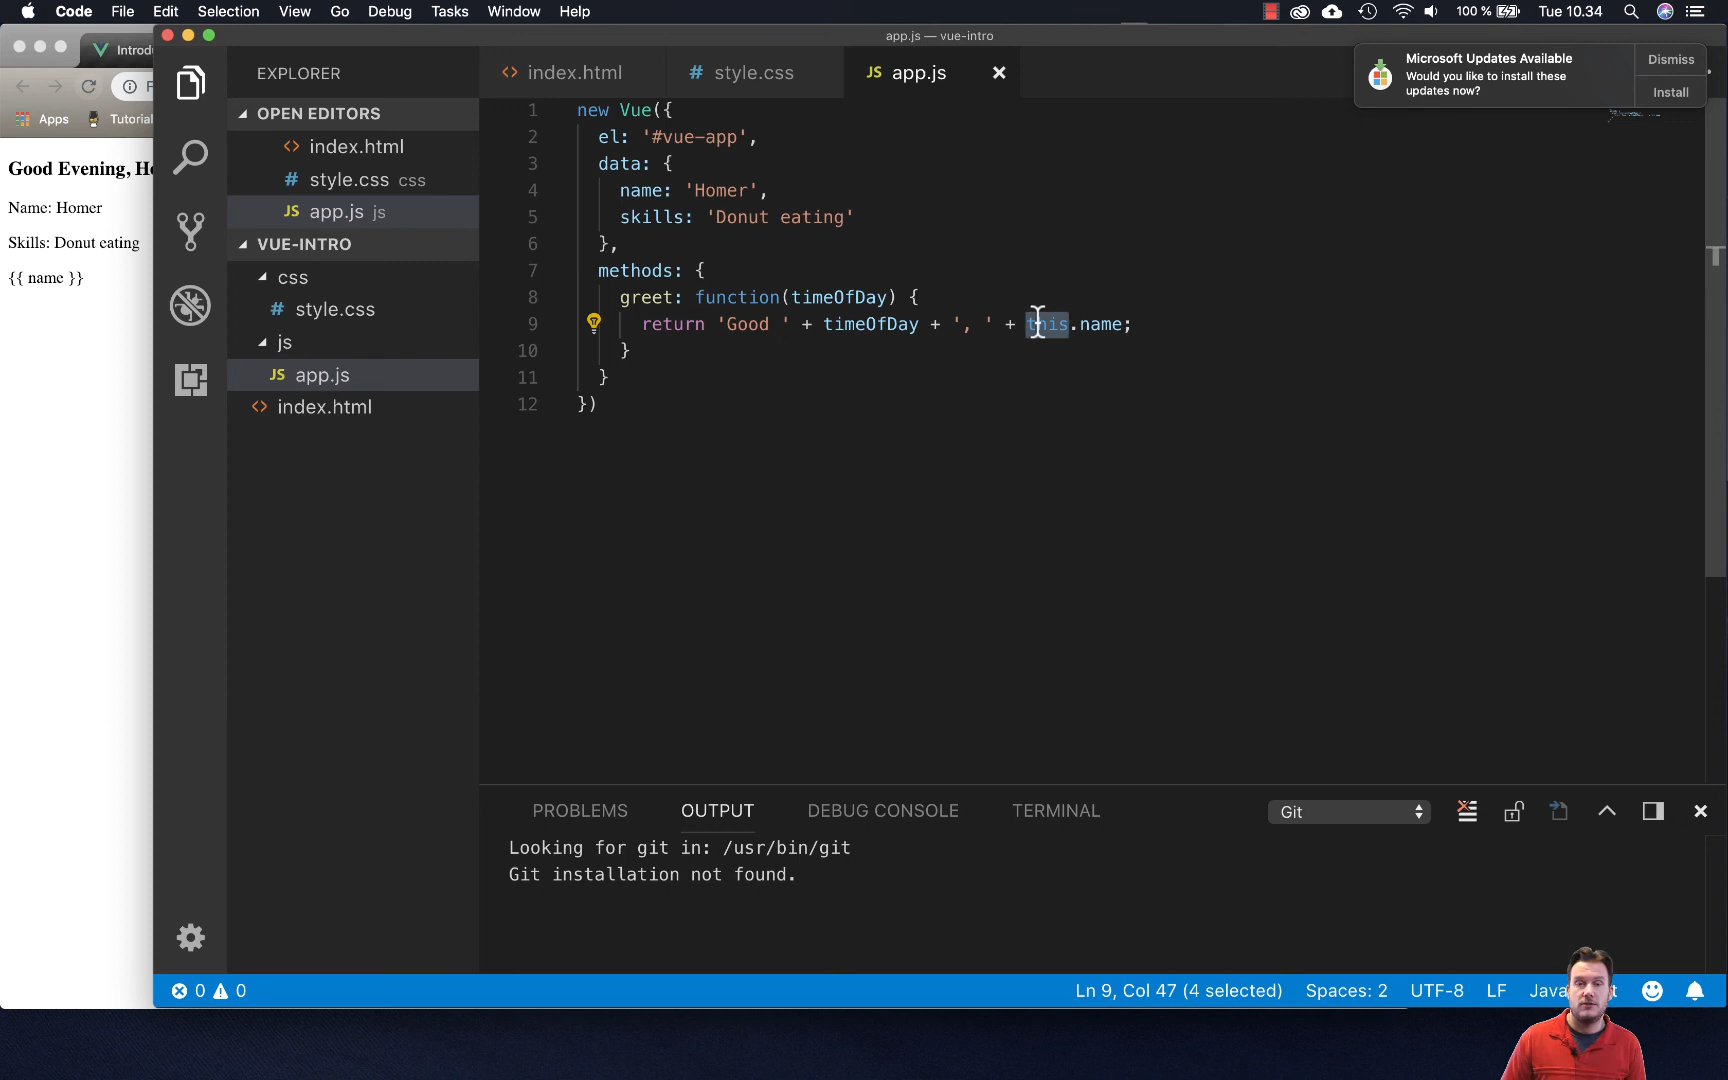 Code File Edit Selection View Go Debug Tasks Window Help 100 % Tue 10.34
app.js — vue-intro
Introdu
Apps Tutorial
Good Evening, Ho
Name: Homer
Skills: Donut eating
{{ name }}
EXPLORER
OPEN EDITORS
<> index.html
# style.css css
JS app.js js
VUE-INTRO
css
# style.css
js
JS app.js
<> index.html
<> index.html # style.css JS app.js
Microsoft Updates Available
Would you like to install these
updates now?
Dismiss
Install
1 new Vue({
2 el: '#vue-app',
3 data: {
4 name: 'Homer',
5 skills: 'Donut eating'
6 },
7 methods: {
8 greet: function(timeOfDay) {
9 return 'Good ' + timeOfDay + ', ' + this.name;
10 }
11 }
12 })
PROBLEMS OUTPUT DEBUG CONSOLE TERMINAL Git
Looking for git in: /usr/bin/git
Git installation not found.
0 0 Ln 9, Col 47 (4 selected) Spaces: 2 UTF-8 LF Java